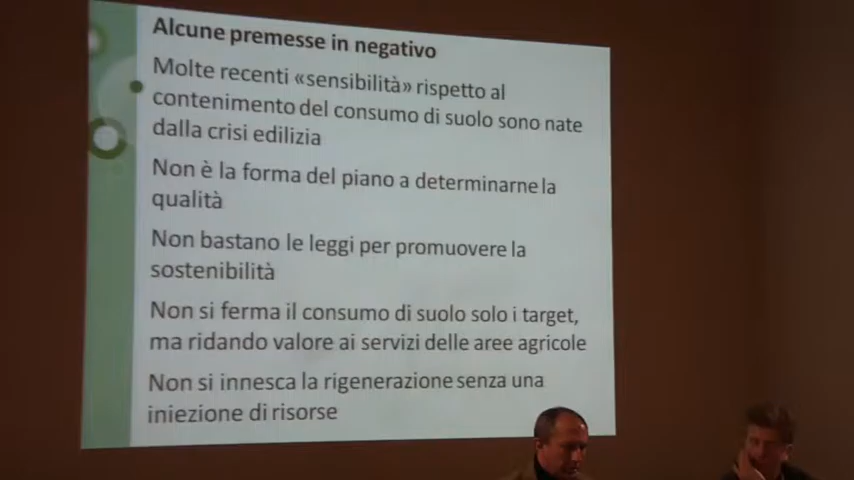 Alcune premesse in negativo
Molte recenti «sensibilità» rispetto al
contenimento del consumo di suolo sono nate
dalla crisi edilizia
Non è la forma del piano a determinarne la
qualità
Non bastano le leggi per promuovere la
sostenibilità
Non si ferma il consumo di suolo solo i target,
ma ridando valore ai servizi delle aree agricole
Non si innesca la rigenerazione senza una
iniezione di risorse